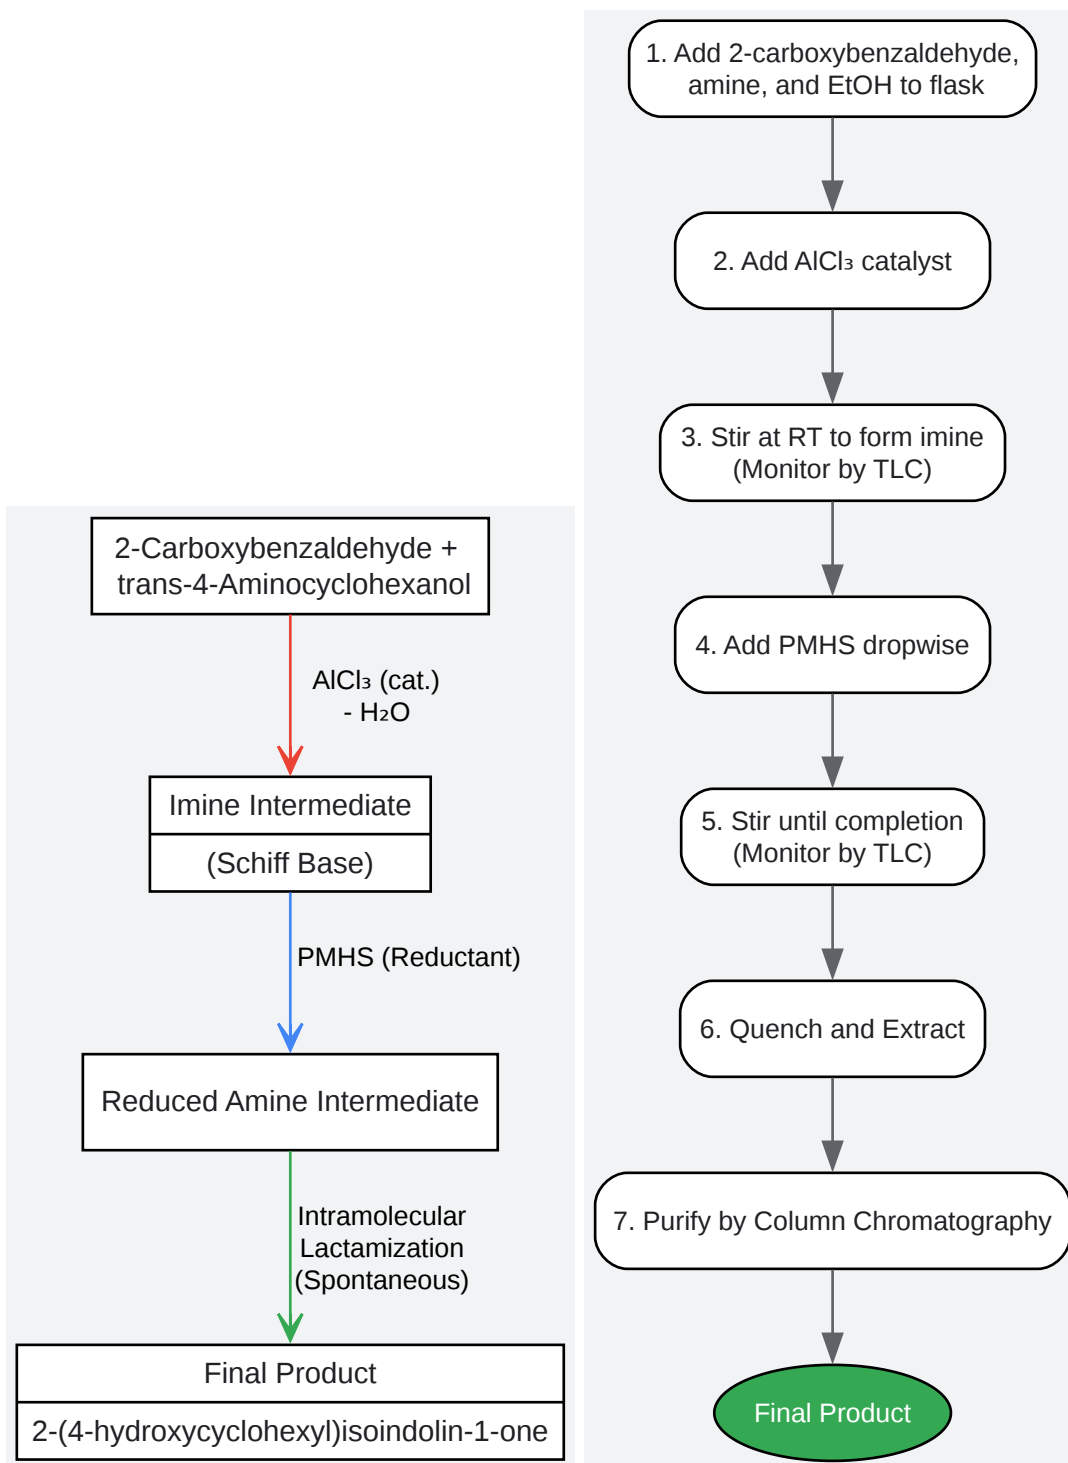 2-Carboxybenzaldehyde +
trans-4-Aminocyclohexanol
AlCl₃ (cat.)
- H₂O
Imine Intermediate
(Schiff Base)
PMHS (Reductant)
Reduced Amine Intermediate
Intramolecular
Lactamization
(Spontaneous)
Final Product
2-(4-hydroxycyclohexyl)isoindolin-1-one
1. Add 2-carboxybenzaldehyde,
amine, and EtOH to flask
2. Add AlCl₃ catalyst
3. Stir at RT to form imine
(Monitor by TLC)
4. Add PMHS dropwise
5. Stir until completion
(Monitor by TLC)
6. Quench and Extract
7. Purify by Column Chromatography
Final Product